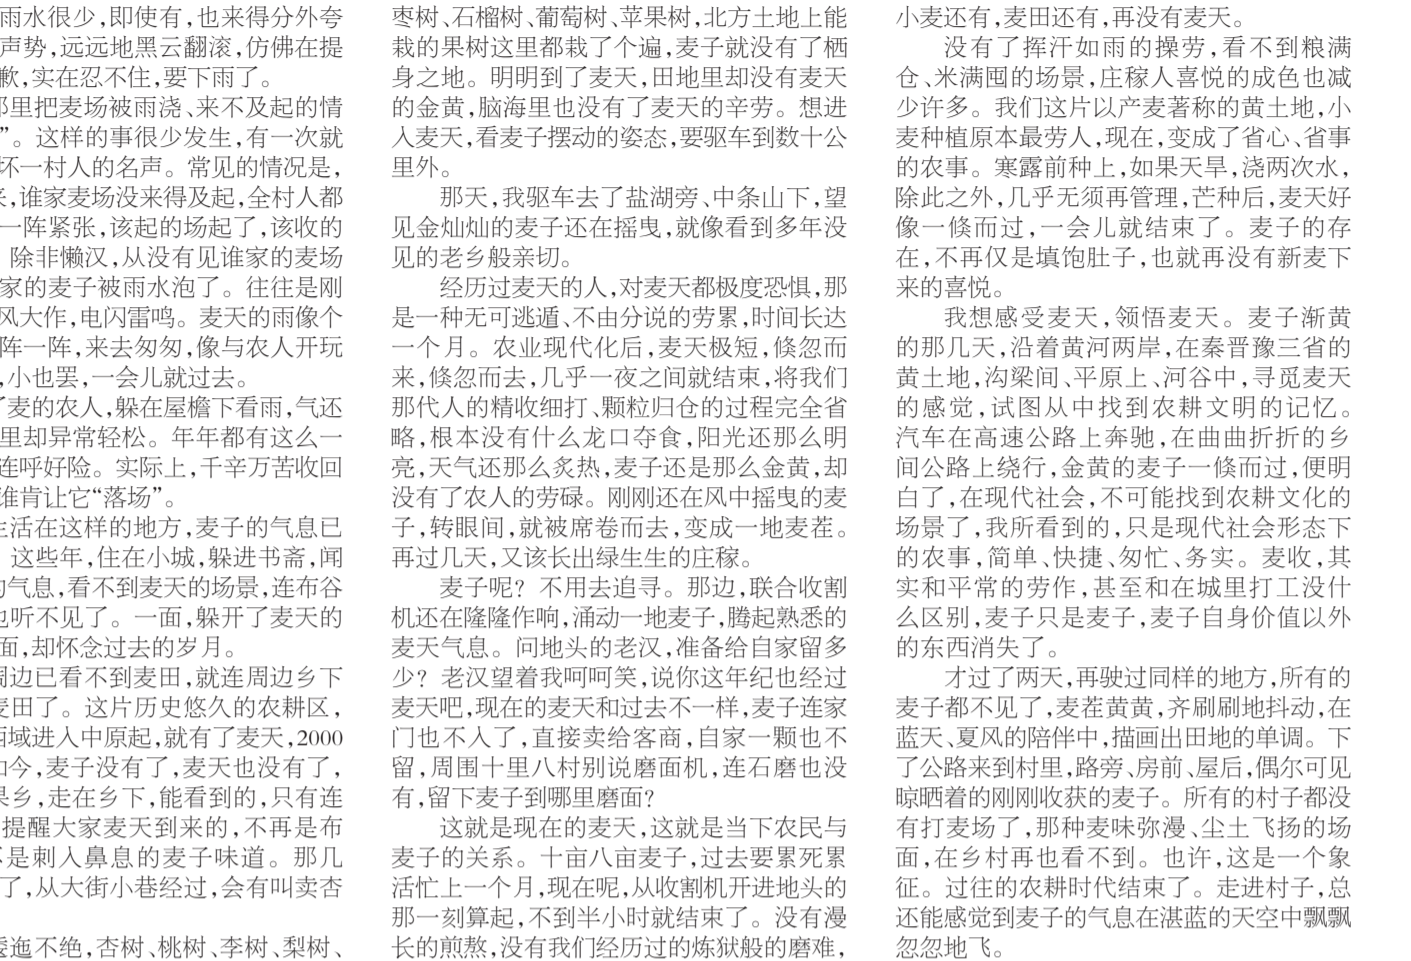 雨水很少,即使有,也来得分外夸
声势,远远地黑云翻滚,仿佛在提
歉,实在忍不住,要下雨了。
那里把麦场被雨浇、来不及起的情
”。这样的事很少发生,有一次就
坏一村人的名声。常见的情况是,
来,谁家麦场没来得及起,全村人都
一阵紧张,该起的场起了,该收的
除非懒汉,从没有见谁家的麦场
家的麦子被雨水泡了。往往是刚
风大作,电闪雷鸣。麦天的雨像个
阵一阵,来去匆匆,像与农人开玩
,小也罢,一会儿就过去。
了麦的农人,躲在屋檐下看雨,气还
里却异常轻松。年年都有这么一
连呼好险。实际上,千辛万苦收回
谁肯让它“落场”。
生活在这样的地方,麦子的气息已
这些年,住在小城,躲进书斋,闻
的气息,看不到麦天的场景,连布谷
也听不见了。一面,躲开了麦天的
面,却怀念过去的岁月。
周边已看不到麦田,就连周边乡下
麦田了。这片历史悠久的农耕区,
西域进入中原起,就有了麦天,2000
如今,麦子没有了,麦天也没有了,
果乡,走在乡下,能看到的,只有连
提醒大家麦天到来的,不再是布
不是刺入鼻息的麦子味道。那几
了,从大街小巷经过,会有叫卖杏
逶迤不绝,杏树、桃树、李树、梨树、
枣树、石榴树、葡萄树、苹果树,北方土地上能
栽的果树这里都栽了个遍,麦子就没有了栖
身之地。明明到了麦天,田地里却没有麦天
的金黄,脑海里也没有了麦天的辛劳。想进
入麦天,看麦子摆动的姿态,要驱车到数十公
里外。
那天,我驱车去了盐湖旁、中条山下,望
见金灿灿的麦子还在摇曳,就像看到多年没
见的老乡般亲切。
经历过麦天的人,对麦天都极度恐惧,那
是一种无可逃遁、不由分说的劳累,时间长达
一个月。农业现代化后,麦天极短,倏忽而
来,倏忽而去,几乎一夜之间就结束,将我们
那代人的精收细打、颗粒归仓的过程完全省
略,根本没有什么龙口夺食,阳光还那么明
亮,天气还那么炙热,麦子还是那么金黄,却
没有了农人的劳碌。刚刚还在风中摇曳的麦
子,转眼间,就被席卷而去,变成一地麦茬。
再过几天,又该长出绿生生的庄稼。
麦子呢?不用去追寻。那边,联合收割
机还在隆隆作响,涌动一地麦子,腾起熟悉的
麦天气息。问地头的老汉,准备给自家留多
少?老汉望着我呵呵笑,说你这年纪也经过
麦天吧,现在的麦天和过去不一样,麦子连家
门也不入了,直接卖给客商,自家一颗也不
留,周围十里八村别说磨面机,连石磨也没
有,留下麦子到哪里磨面?
这就是现在的麦天,这就是当下农民与
麦子的关系。十亩八亩麦子,过去要累死累
活忙上一个月,现在呢,从收割机开进地头的
那一刻算起,不到半小时就结束了。没有漫
长的煎熬,没有我们经历过的炼狱般的磨难,
小麦还有,麦田还有,再没有麦天。
没有了挥汗如雨的操劳,看不到粮满
仓、米满囤的场景,庄稼人喜悦的成色也减
少许多。我们这片以产麦著称的黄土地,小
麦种植原本最劳人,现在,变成了省心、省事
的农事。寒露前种上,如果天旱,浇两次水,
除此之外,几乎无须再管理,芒种后,麦天好
像一倏而过,一会儿就结束了。麦子的存
在,不再仅是填饱肚子,也就再没有新麦下
来的喜悦。
我想感受麦天,领悟麦天。麦子渐黄
的那几天,沿着黄河两岸,在秦晋豫三省的
黄土地,沟梁间、平原上、河谷中,寻觅麦天
的感觉,试图从中找到农耕文明的记忆。
汽车在高速公路上奔驰,在曲曲折折的乡
间公路上绕行,金黄的麦子一倏而过,便明
白了,在现代社会,不可能找到农耕文化的
场景了,我所看到的,只是现代社会形态下
的农事,简单、快捷、匆忙、务实。麦收,其
实和平常的劳作,甚至和在城里打工没什
么区别,麦子只是麦子,麦子自身价值以外
的东西消失了。
才过了两天,再驶过同样的地方,所有的
麦子都不见了,麦茬黄黄,齐刷刷地抖动,在
蓝天、夏风的陪伴中,描画出田地的单调。下
了公路来到村里,路旁、房前、屋后,偶尔可见
晾晒着的刚刚收获的麦子。所有的村子都没
有打麦场了,那种麦味弥漫、尘土飞扬的场
面,在乡村再也看不到。也许,这是一个象
征。过往的农耕时代结束了。走进村子,总
还能感觉到麦子的气息在湛蓝的天空中飘飘
忽忽地飞。